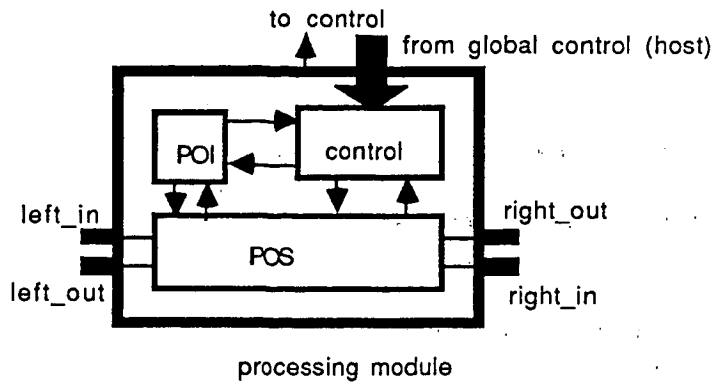 to control
from global control (host)
POI
control
left_in
right_out
POS
left_out
right_in
processing module